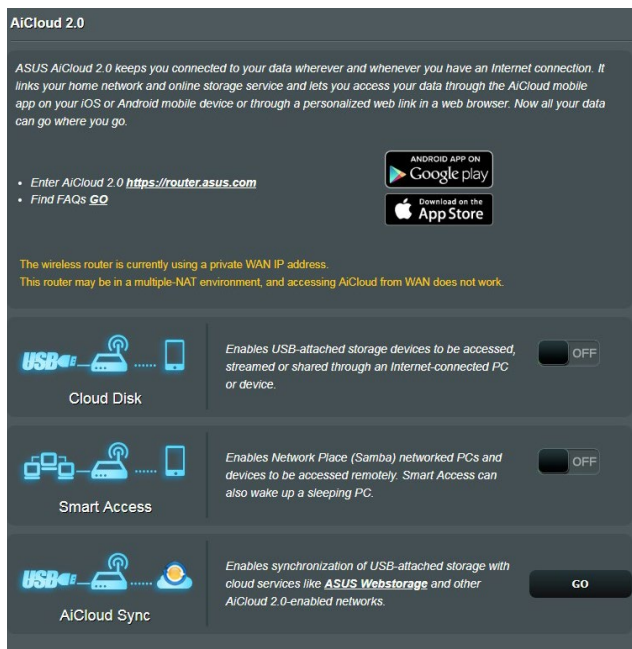 AiCloud 2.0
ASUS AiCloud 2.0 keeps you connected to your data wherever and whenever you have an Internet connection. It
links your home network and online storage service and lets you access your data through the AiCloud mobile
app on your iOS or Android mobile device or through a personalized web link in a web browser. Now all your data
can go where you go.
ANDROID APP ON
Google play
Enter AiCloud 2.0 https://router.asus.com
Find FAQs GO
Download on the
App Store
The wireless router is currently using a private WAN IP address.
This router may be in a multiple-NAT environment, and accessing AiCloud from WAN does not work.
USB
Cloud Disk
Enables USB-attached storage devices to be accessed,
streamed or shared through an Internet-connected PC
or device.
OFF
Smart Access
Enables Network Place (Samba) networked PCs and
devices to be accessed remotely. Smart Access can
also wake up a sleeping PC.
OFF
USB
AiCloud Sync
Enables synchronization of USB-attached storage with
cloud services like ASUS Webstorage and other
AiCloud 2.0-enabled networks.
GO